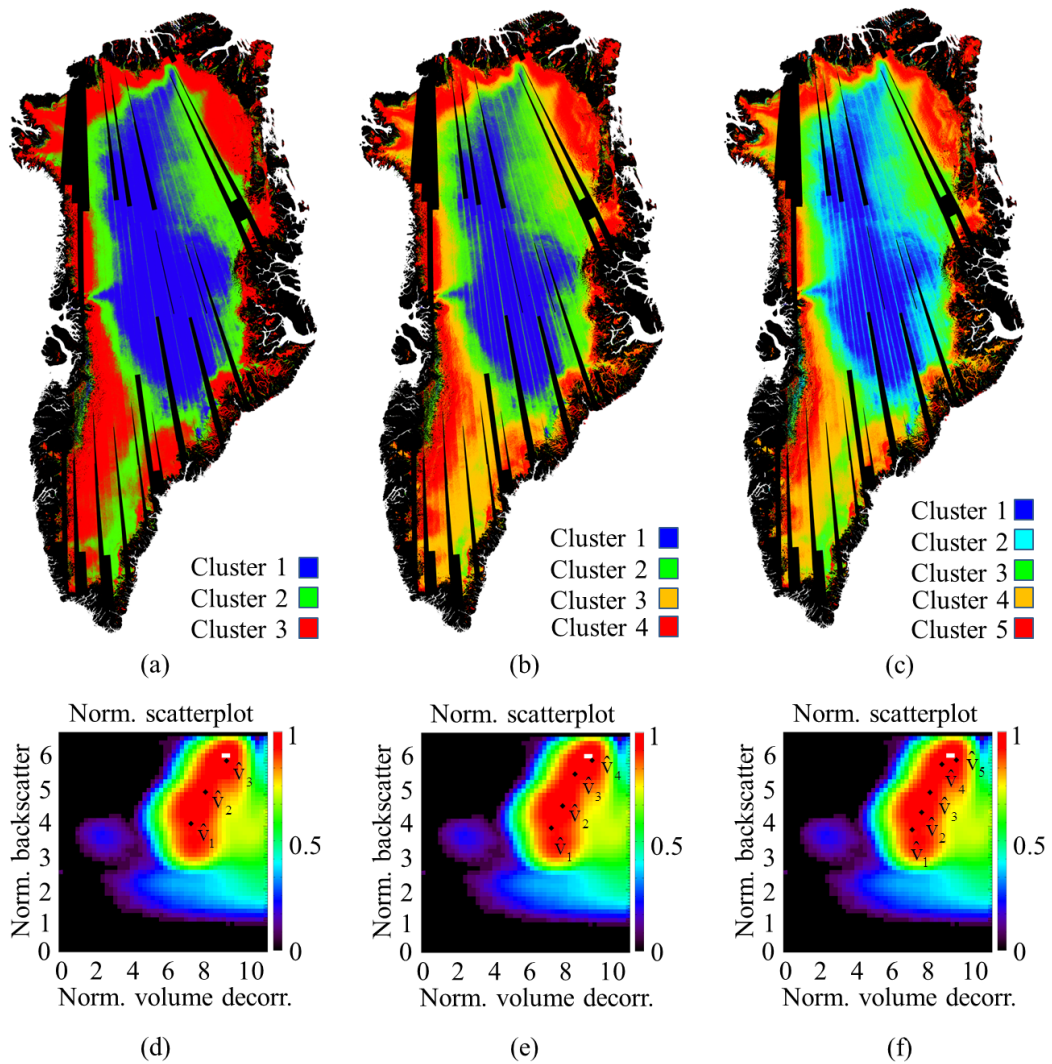 Cluster 1
Cluster 2
Cluster 3
(a)
Cluster 1
Cluster 2
Cluster 3
Cluster 4
(b)
Cluster 1
Cluster 2
Cluster 3
Cluster 4
Cluster 5
(c)
Norm. scatterplot
Norm. backscatter
6
5
4
3
2
1
0
0 2 4 6 8 10
Norm. volume decorr.
1
0.5
0
v̂₃
v̂₂
v̂₁
(d)
Norm. scatterplot
Norm. backscatter
6
5
4
3
2
1
0
0 2 4 6 8 10
Norm. volume decorr.
1
0.5
0
v̂₄
v̂₃
v̂₂
v̂₁
(e)
Norm. scatterplot
Norm. backscatter
6
5
4
3
2
1
0
0 2 4 6 8 10
Norm. volume decorr.
1
0.5
0
v̂₅
v̂₄
v̂₃
v̂₂
v̂₁
(f)